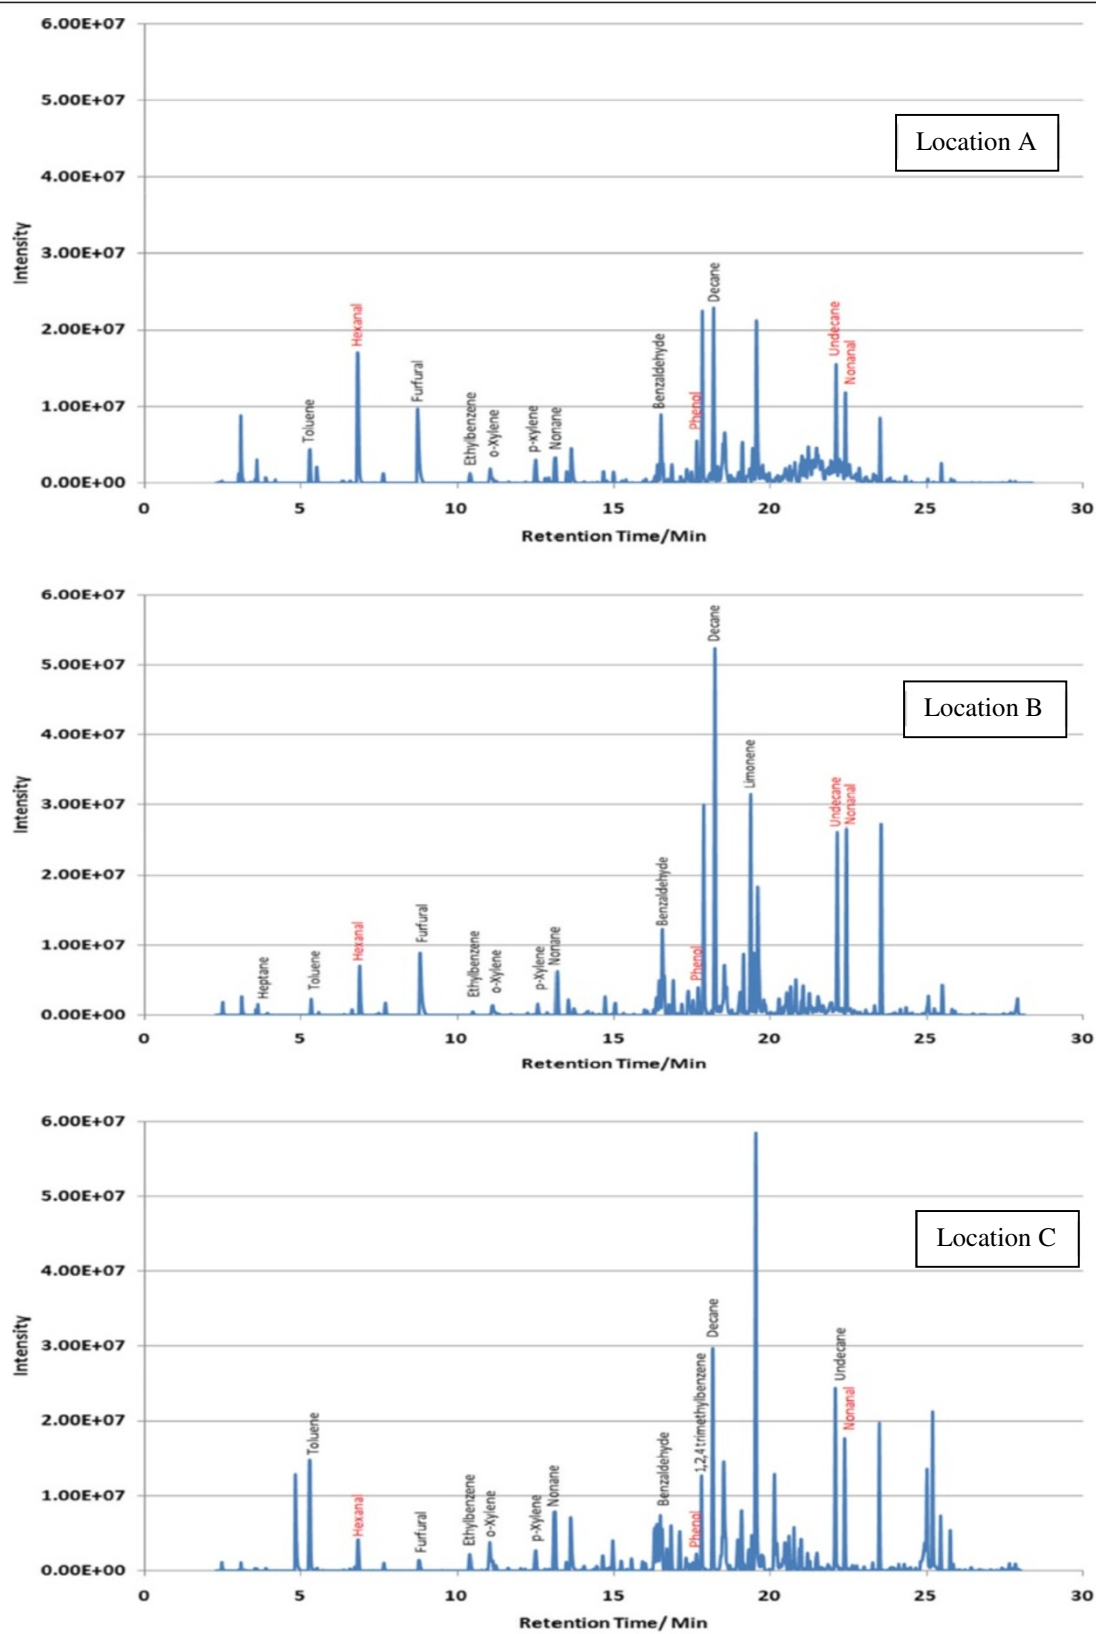 6.00E+07
5.00E+07
4.00E+07
3.00E+07
2.00E+07
1.00E+07
0.00E+00
Intensity
Location A
Toluene
Hexanal
Furfural
Ethylbenzene
o-Xylene
p-xylene
Nonane
Benzaldehyde
Phenol
Decane
Undecane
Nonanal
0 5 10 15 20 25 30
Retention Time/Min
6.00E+07
5.00E+07
4.00E+07
3.00E+07
2.00E+07
1.00E+07
0.00E+00
Intensity
Location B
Heptane
Toluene
Hexanal
Furfural
Ethylbenzene
o-Xylene
p-Xylene
Nonane
Benzaldehyde
Phenol
Decane
Limonene
Undecane
Nonanal
0 5 10 15 20 25 30
Retention Time/Min
6.00E+07
5.00E+07
4.00E+07
3.00E+07
2.00E+07
1.00E+07
0.00E+00
Intensity
Location C
Toluene
Hexanal
Furfural
Ethylbenzene
o-Xylene
p-Xylene
Nonane
Benzaldehyde
Phenol
1,2,4 trimethylbenzene
Decane
Undecane
Nonanal
0 5 10 15 20 25 30
Retention Time/ Min